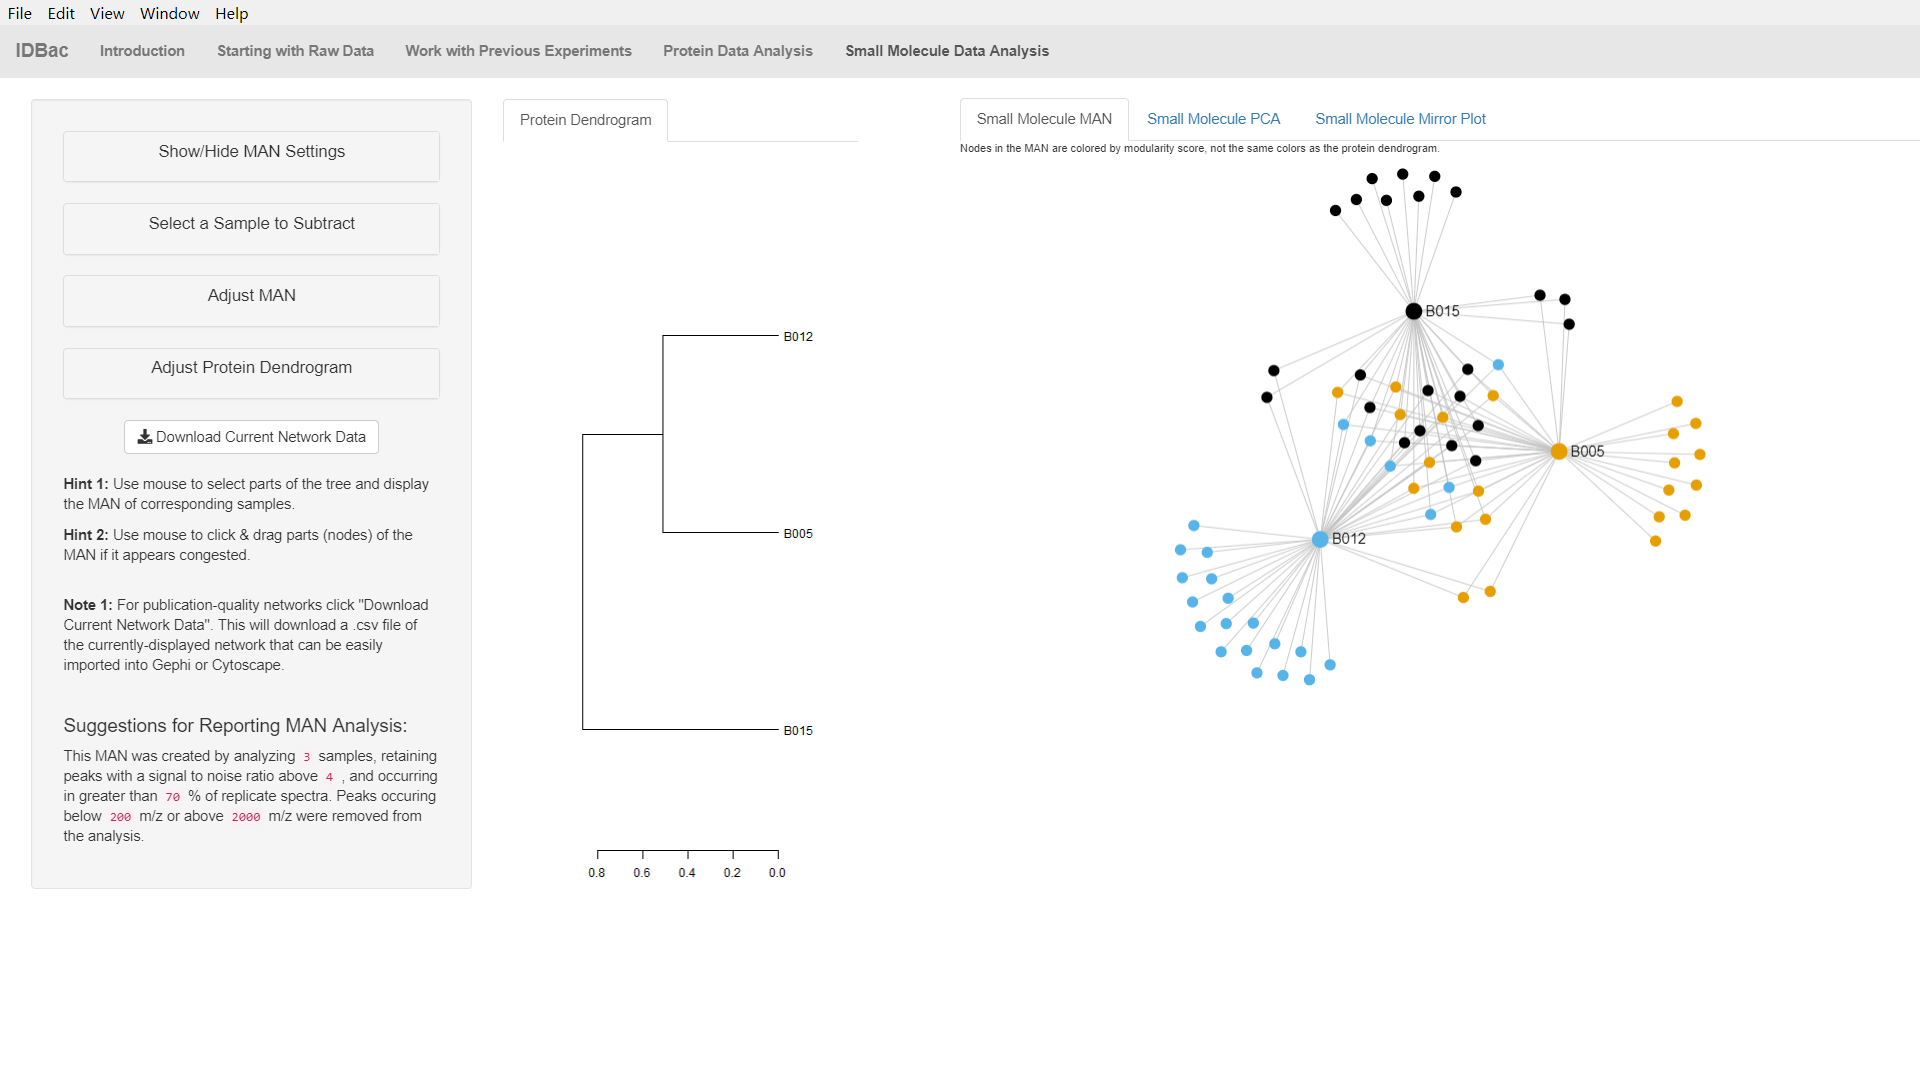 File Edit View Window Help
IDBac Introduction Starting with Raw Data Work with Previous Experiments Protein Data Analysis Small Molecule Data Analysis
Show/Hide MAN Settings
Select a Sample to Subtract
Adjust MAN
Adjust Protein Dendrogram
Download Current Network Data
Hint 1: Use mouse to select parts of the tree and display
the MAN of corresponding samples.
Hint 2: Use mouse to click & drag parts (nodes) of the
MAN if it appears congested.
Note 1: For publication-quality networks click "Download
Current Network Data". This will download a .csv file of
the currently-displayed network that can be easily
imported into Gephi or Cytoscape.
Suggestions for Reporting MAN Analysis:
This MAN was created by analyzing 3 samples, retaining
peaks with a signal to noise ratio above 4 , and occurring
in greater than 70 % of replicate spectra. Peaks occuring
below 200 m/z or above 2000 m/z were removed from
the analysis.
Protein Dendrogram
B012
B005
B015
0.8 0.6 0.4 0.2 0.0
Small Molecule MAN Small Molecule PCA Small Molecule Mirror Plot
Nodes in the MAN are colored by modularity score, not the same colors as the protein dendrogram.
B015
B005
B012